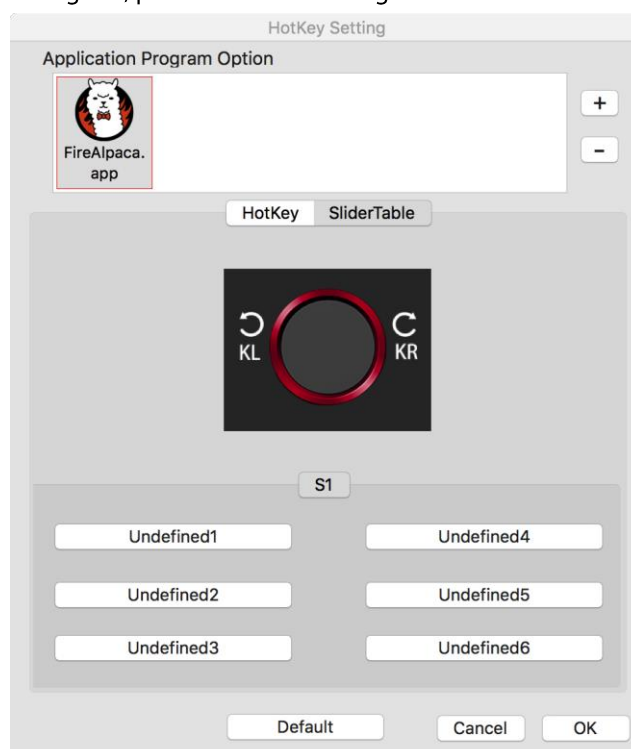 HotKey Setting
Application Program Option
FireAlpaca.
app
+
-
HotKey SliderTable
KL KR
S1
Undefined1 Undefined4
Undefined2 Undefined5
Undefined3 Undefined6
Default Cancel OK